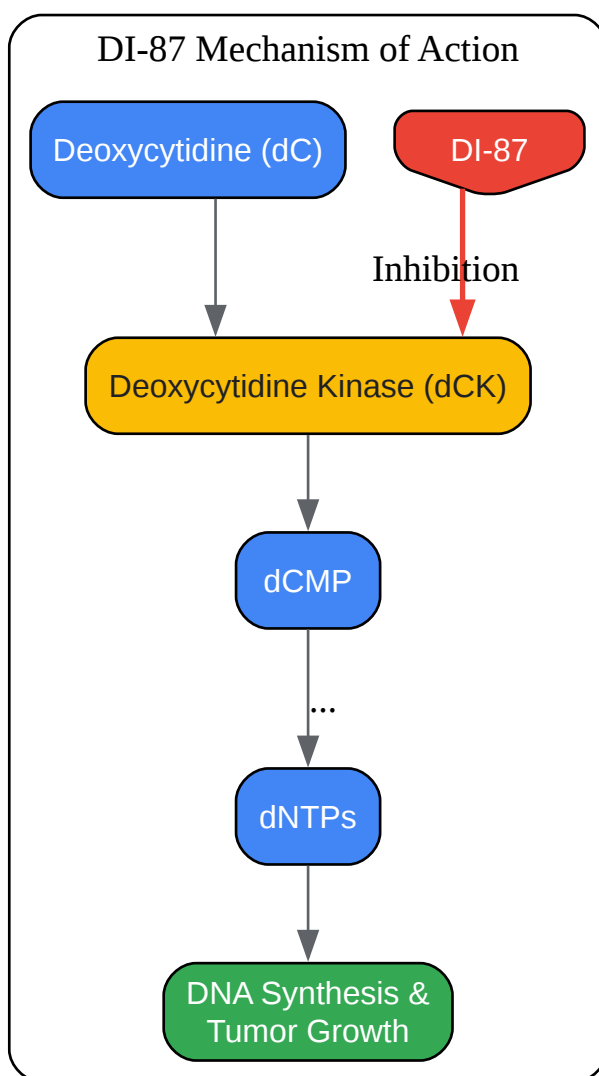 DI-87 Mechanism of Action
Deoxycytidine (dC)
DI-87
Inhibition
Deoxycytidine Kinase (dCK)
dCMP
...
dNTPs
DNA Synthesis &
Tumor Growth